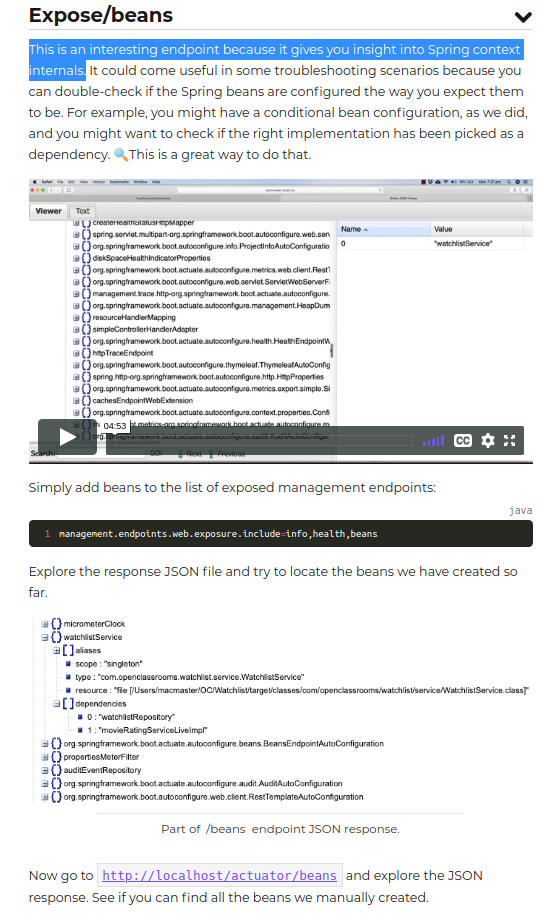 Expose/beans
This is an interesting endpoint because it gives you insight into Spring context
internals. It could come useful in some troubleshooting scenarios because you
can double-check if the Spring beans are configured the way you expect them
to be. For example, you might have a conditional bean configuration, as we did,
and you might want to check if the right implementation has been picked as a
dependency. 🔍This is a great way to do that.
Viewer Text
createHealthStatusHttpMapper
spring.servlet.multipart-org.springframework.boot.autoconfigure.web.serv
org.springframework.boot.autoconfigure.info.ProjectInfoAutoConfiguratio
diskSpaceHealthIndicatorProperties
org.springframework.boot.actuate.autoconfigure.metrics.web.client.RestT
org.springframework.boot.autoconfigure.web.servlet.ServletWebServerF
management.trace.http-org.springframework.boot.actuate.autoconfigure.
org.springframework.boot.actuate.autoconfigure.management.HeapDum
resourceHandlerMapping
simpleControllerHandlerAdapter
org.springframework.boot.actuate.autoconfigure.health.HealthEndpointW
httpTraceEndpoint
org.springframework.boot.autoconfigure.thymeleaf.ThymeleafAutoConfig
spring.http-org.springframework.boot.autoconfigure.http.HttpProperties
org.springframework.boot.actuate.autoconfigure.metrics.export.simple.Si
cachesEndpointWebExtension
org.springframework.boot.autoconfigure.context.properties.Confi
Name Value
0 "watchlistService"
04:53
CC
Search: GO! Next Previous
Simply add beans to the list of exposed management endpoints:
java
1 management.endpoints.web.exposure.include=info,health,beans
Explore the response JSON file and try to locate the beans we have created so
far.
micrometerClock
watchlistService
aliases
scope : "singleton"
type : "com.openclassrooms.watchlist.service.WatchlistService"
resource : "file [/Users/macmaster/OC/Watchlist/target/classes/com/openclassrooms/watchlist/service/WatchlistService.class]"
dependencies
0 : "watchlistRepository"
1 : "movieRatingServiceLiveImpl"
org.springframework.boot.actuate.autoconfigure.beans.BeansEndpointAutoConfiguration
propertiesMeterFilter
auditEventRepository
org.springframework.boot.actuate.autoconfigure.audit.AuditAutoConfiguration
org.springframework.boot.autoconfigure.web.client.RestTemplateAutoConfiguration
Part of /beans endpoint JSON response.
Now go to http://localhost/actuator/beans and explore the JSON
response. See if you can find all the beans we manually created.